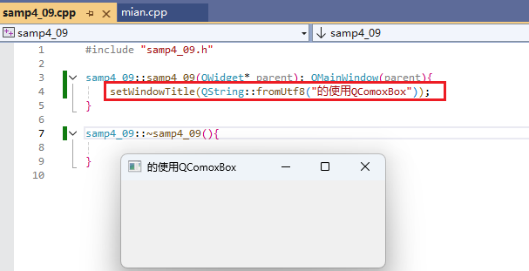 samp4_09.cpp mian.cpp
samp4_09 samp4_09
1 #include "samp4_09.h"
2
3 samp4_09::samp4_09(QWidget* parent): QMainWindow(parent){
4 setWindowTitle(QString::fromUtf8("的使用QComoxBox"));
5 }
6
7 samp4_09::~samp4_09(){
8
9 }
10
的使用QComoxBox